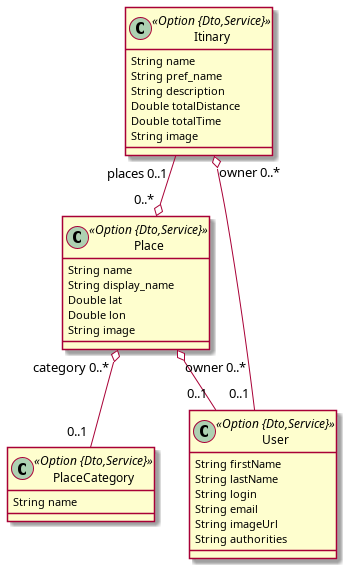 C
«Option {Dto,Service}»
Itinary
String name
String pref_name
String description
Double totalDistance
Double totalTime
String image
places 0..1
owner 0..*
0..*
C
«Option {Dto,Service}»
Place
String name
String display_name
Double lat
Double lon
String image
category 0..*
owner 0..*
0..1
0..1
0..1
C
«Option {Dto,Service}»
PlaceCategory
String name
C
«Option {Dto,Service}»
User
String firstName
String lastName
String login
String email
String imageUrl
String authorities